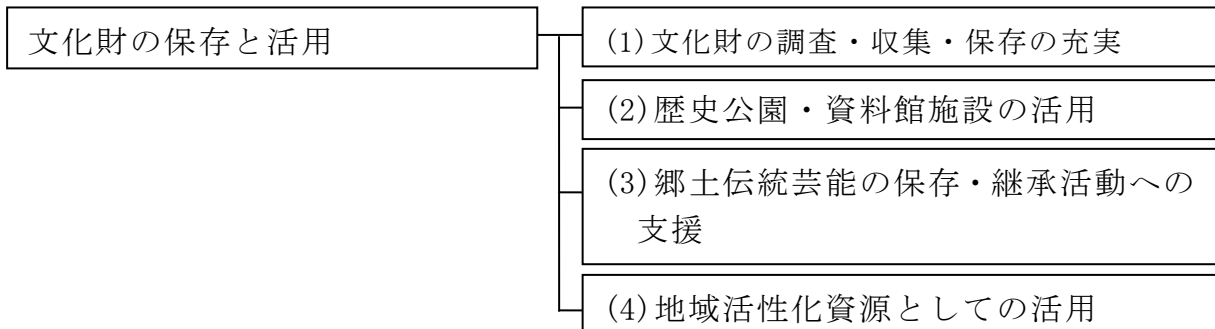 文化財の保存と活用
(1)文化財の調査・収集・保存の充実
(2)歴史公園・資料館施設の活用
(3)郷土伝統芸能の保存・継承活動への
支援
(4)地域活性化資源としての活用